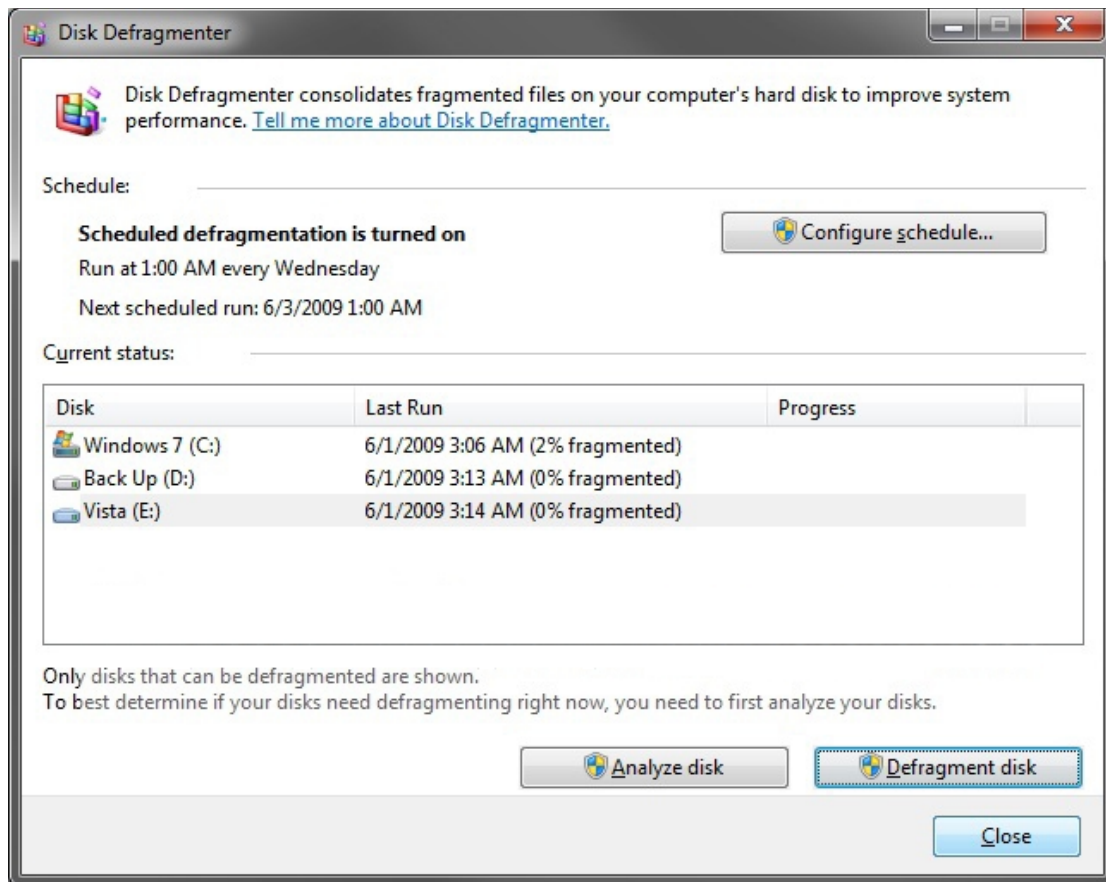 Disk Defragmenter
Disk Defragmenter consolidates fragmented files on your computer's hard disk to improve system
performance. Tell me more about Disk Defragmenter.
Schedule:
Scheduled defragmentation is turned on
Configure schedule...
Run at 1:00 AM every Wednesday
Next scheduled run: 6/3/2009 1:00 AM
Current status:
Disk Last Run Progress
Windows 7 (C:) 6/1/2009 3:06 AM (2% fragmented)
Back Up (D:) 6/1/2009 3:13 AM (0% fragmented)
Vista (E:) 6/1/2009 3:14 AM (0% fragmented)
Only disks that can be defragmented are shown.
To best determine if your disks need defragmenting right now, you need to first analyze your disks.
Analyze disk Defragment disk
Close